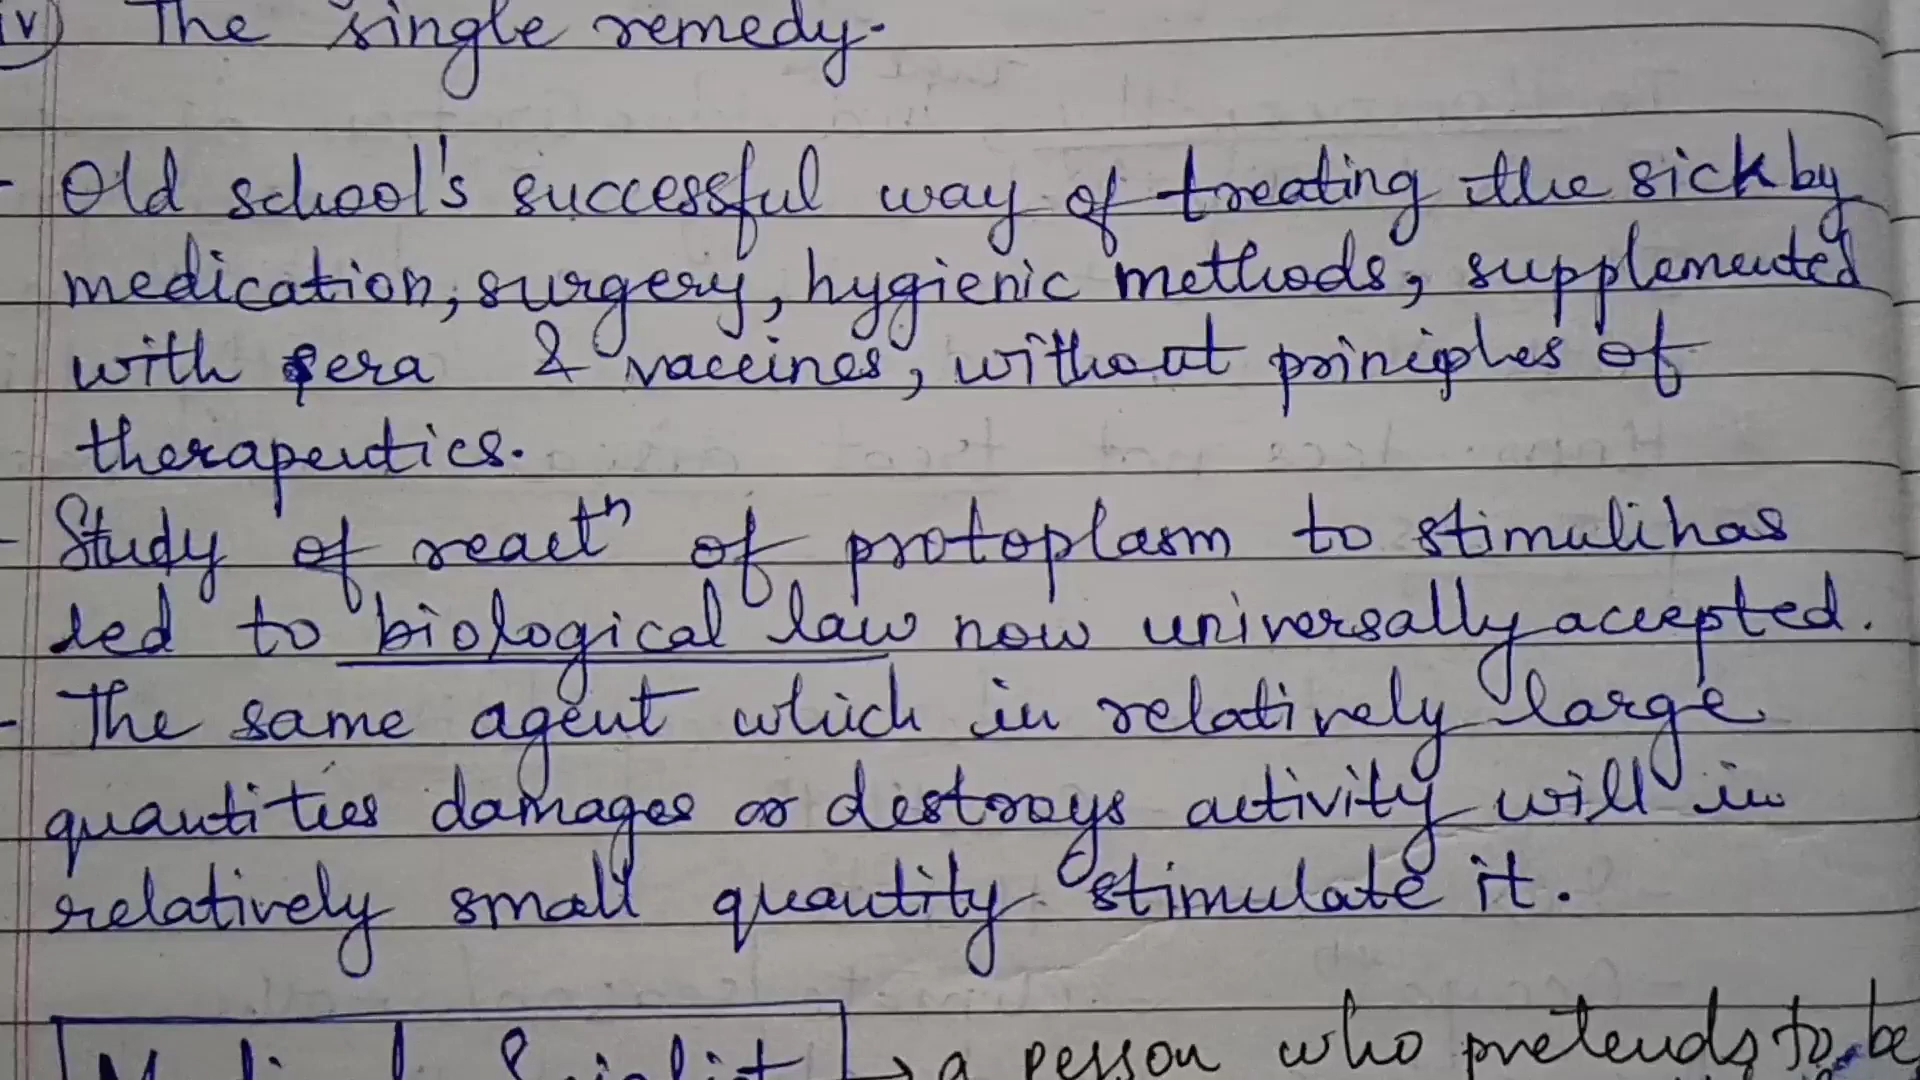 iv) The single remedy.
- Old school's successful way of treating the sick by
medication, surgery, hygienic methods, supplemented
with sera & vaccines, without principles of
therapeutics.
- Study of reactⁿ of protoplasm to stimuli has
led to biological law now universally accepted.
- The same agent which in relatively large
quantities damages or destroys activity will in
relatively small quantity stimulate it.
→ a person who pretends to be